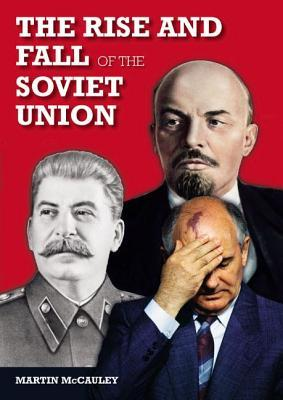 THE RISE AND
FALL OF THE
SOVIET
UNION
MARTIN McCAULEY